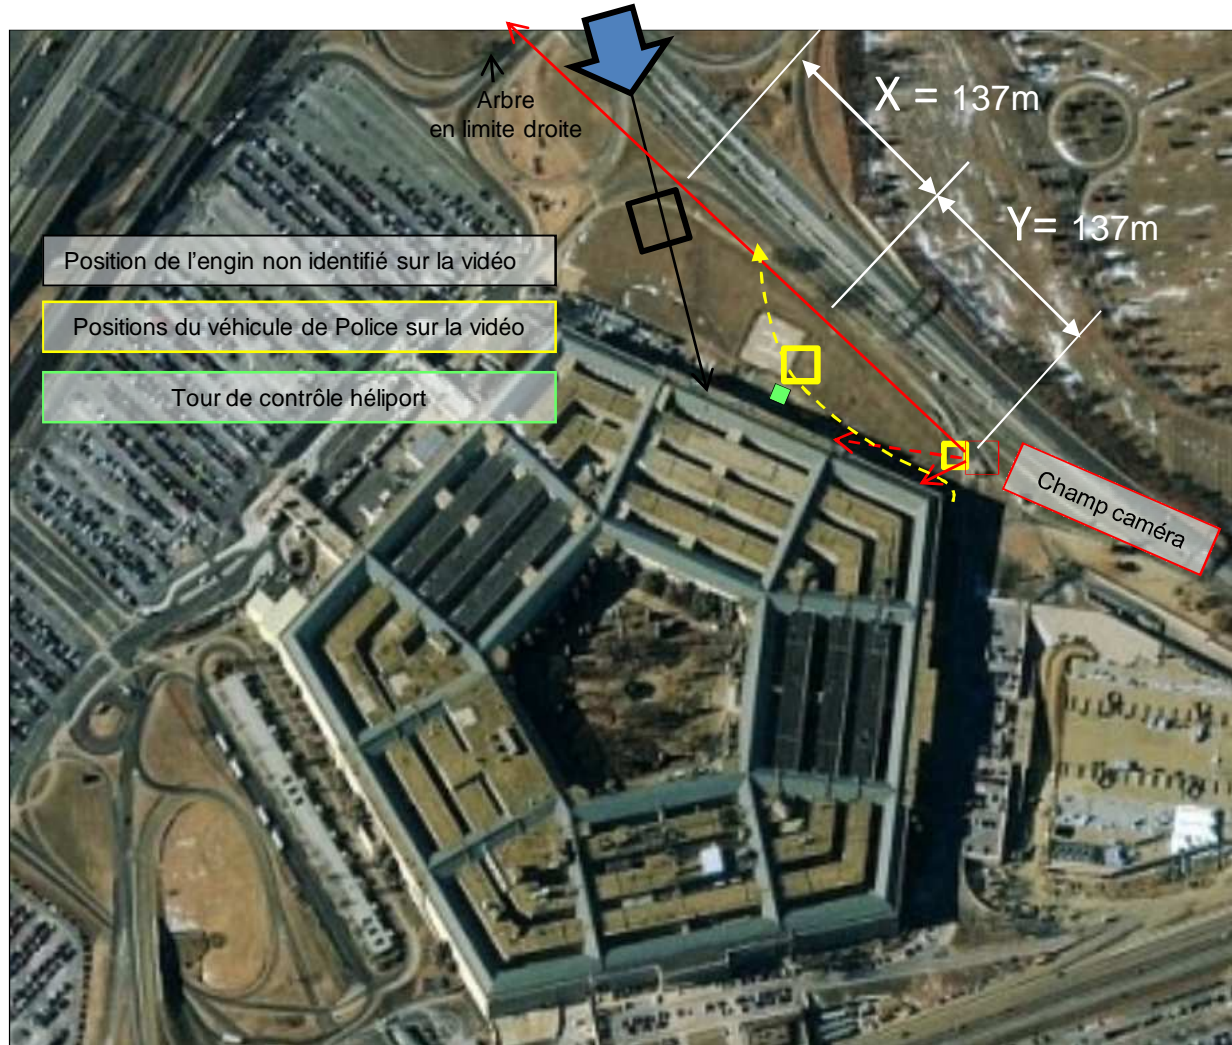 Arbre
en limite droite
X = 137m
Y= 137m
Position de l'engin non identifié sur la vidéo
Positions du véhicule de Police sur la vidéo
Tour de contrôle héliport
Champ caméra